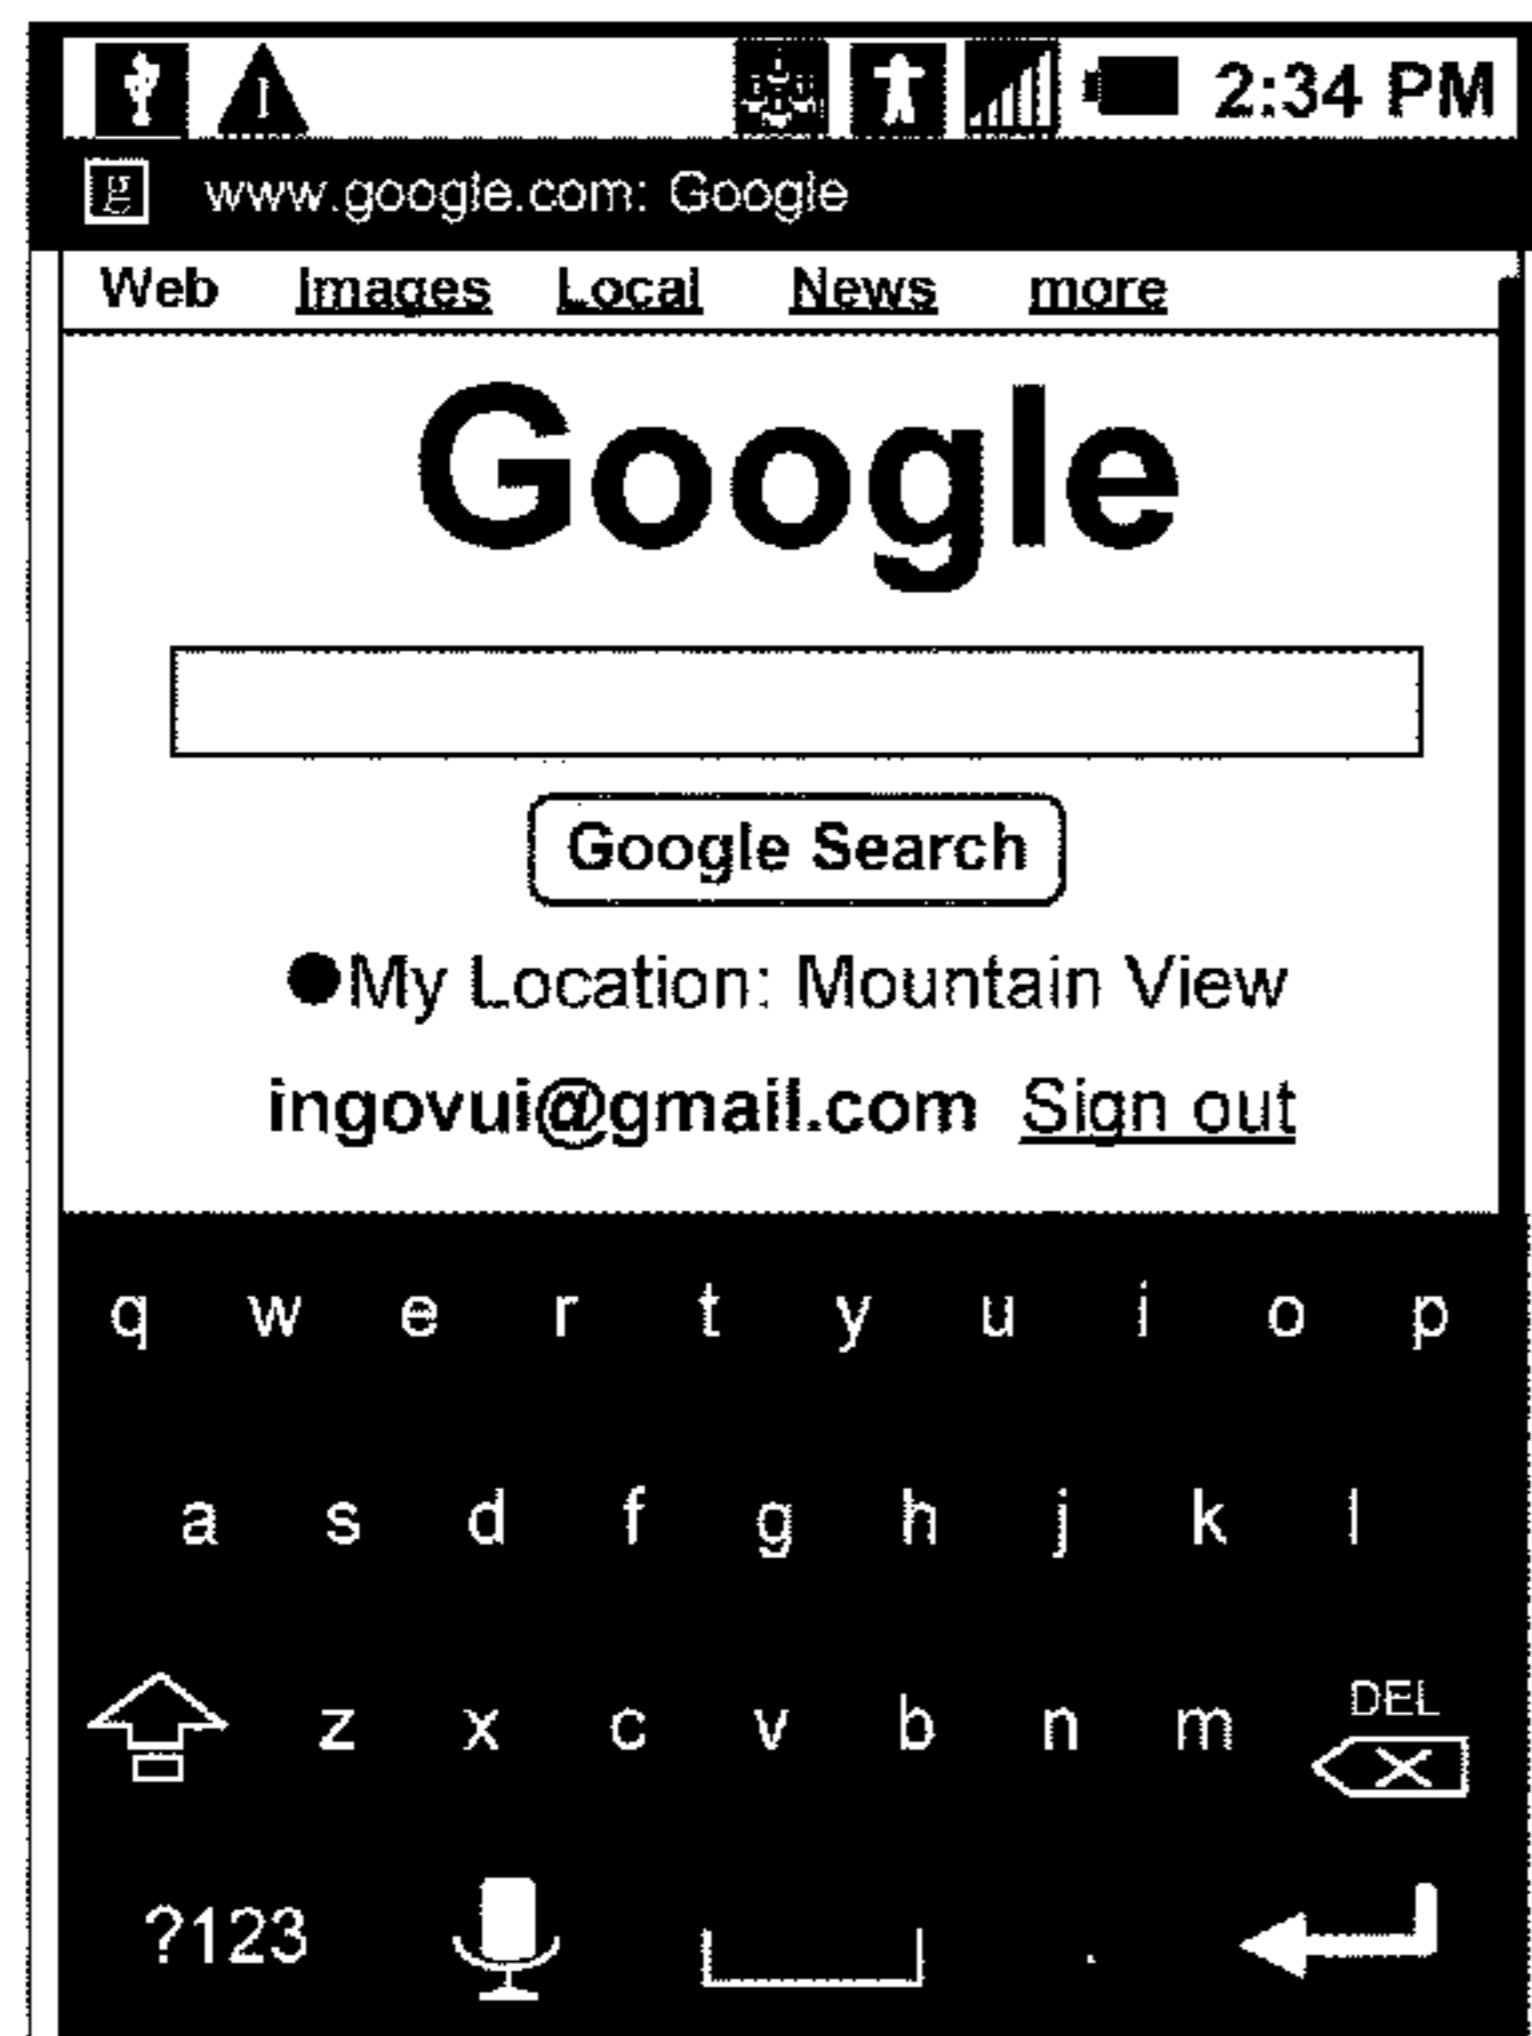 2:34 PM
g www.google.com: Google
Web Images Local News more
Google
Google Search
My Location: Mountain View
ingovui@gmail.com Sign out
q w e r t y u i o p
a s d f g h j k l
z x c v b n m DEL
?123 .